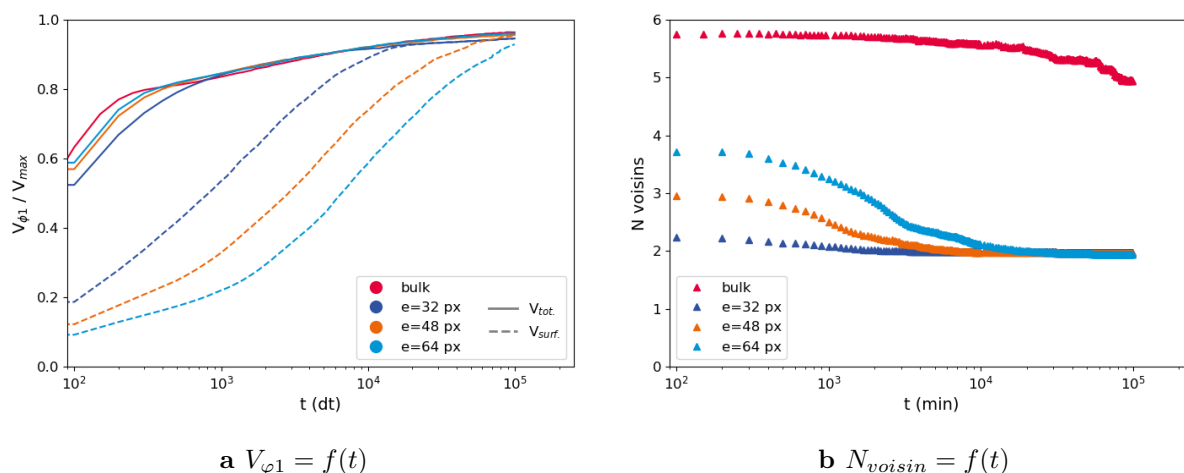 1.0
0.8
0.6
0.4
0.2
0.0
V_{ϕ1} / V_{max}
10^2
10^3
10^4
10^5
t (dt)
bulk
e=32 px
e=48 px
e=64 px
V_{tot.}
V_{surf.}
a V_{φ1} = f(t)
6
5
4
3
2
1
0
N voisins
10^2
10^3
10^4
10^5
t (min)
bulk
e=32 px
e=48 px
e=64 px
b N_{voisin} = f(t)